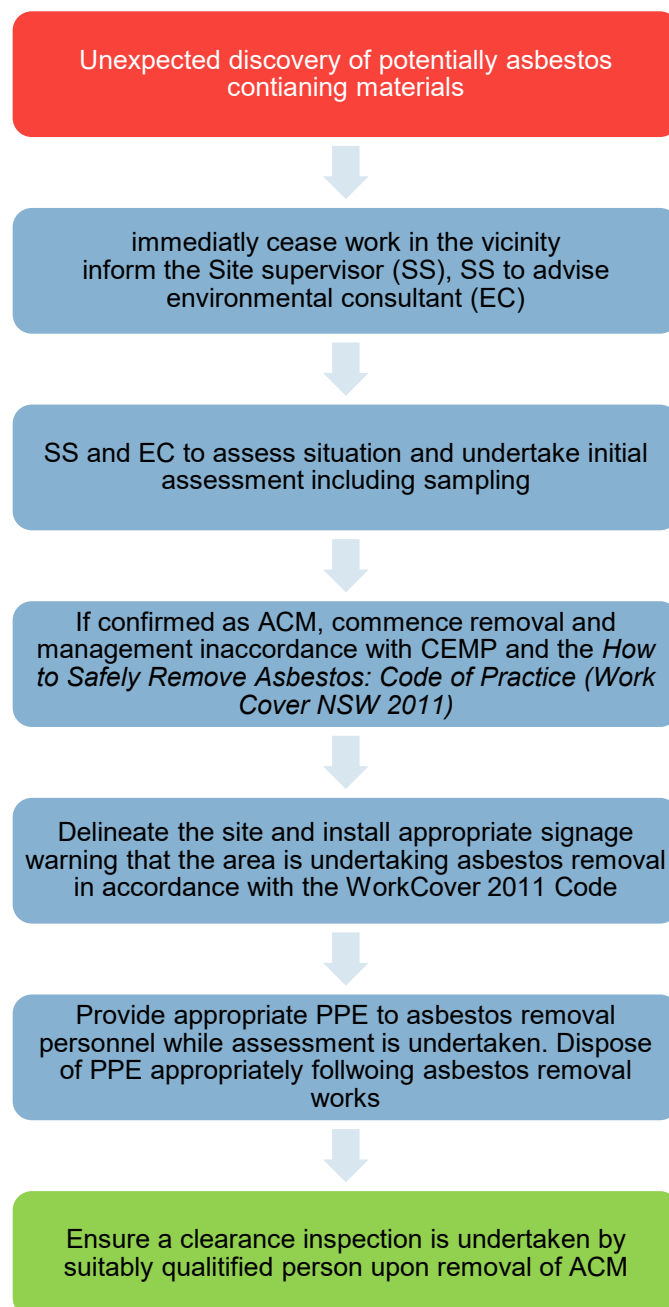 Unexpected discovery of potentially asbestos
contianing materials
immediatly cease work in the vicinity
inform the Site supervisor (SS), SS to advise
environmental consultant (EC)
SS and EC to assess situation and undertake initial
assessment including sampling
If confirmed as ACM, commence removal and
management inaccordance with CEMP and the How
to Safely Remove Asbestos: Code of Practice (Work
Cover NSW 2011)
Delineate the site and install appropriate signage
warning that the area is undertaking asbestos removal
in accordance with the WorkCover 2011 Code
Provide appropriate PPE to asbestos removal
personnel while assessment is undertaken. Dispose
of PPE appropriately follwoing asbestos removal
works
Ensure a clearance inspection is undertaken by
suitably qualitified person upon removal of ACM